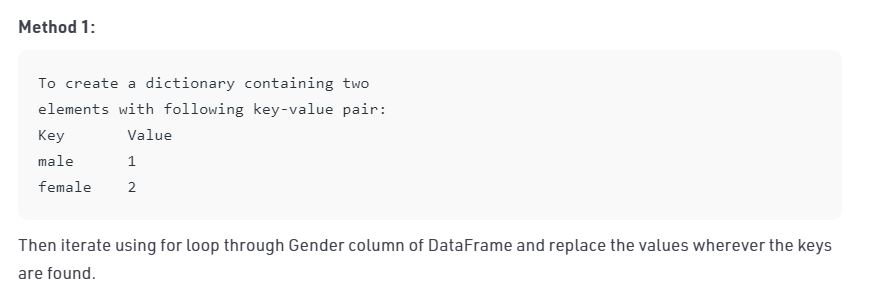 Method 1:
To create a dictionary containing two
elements with following key-value pair:
Key Value
male 1
female 2
Then iterate using for loop through Gender column of DataFrame and replace the values wherever the keys
are found.